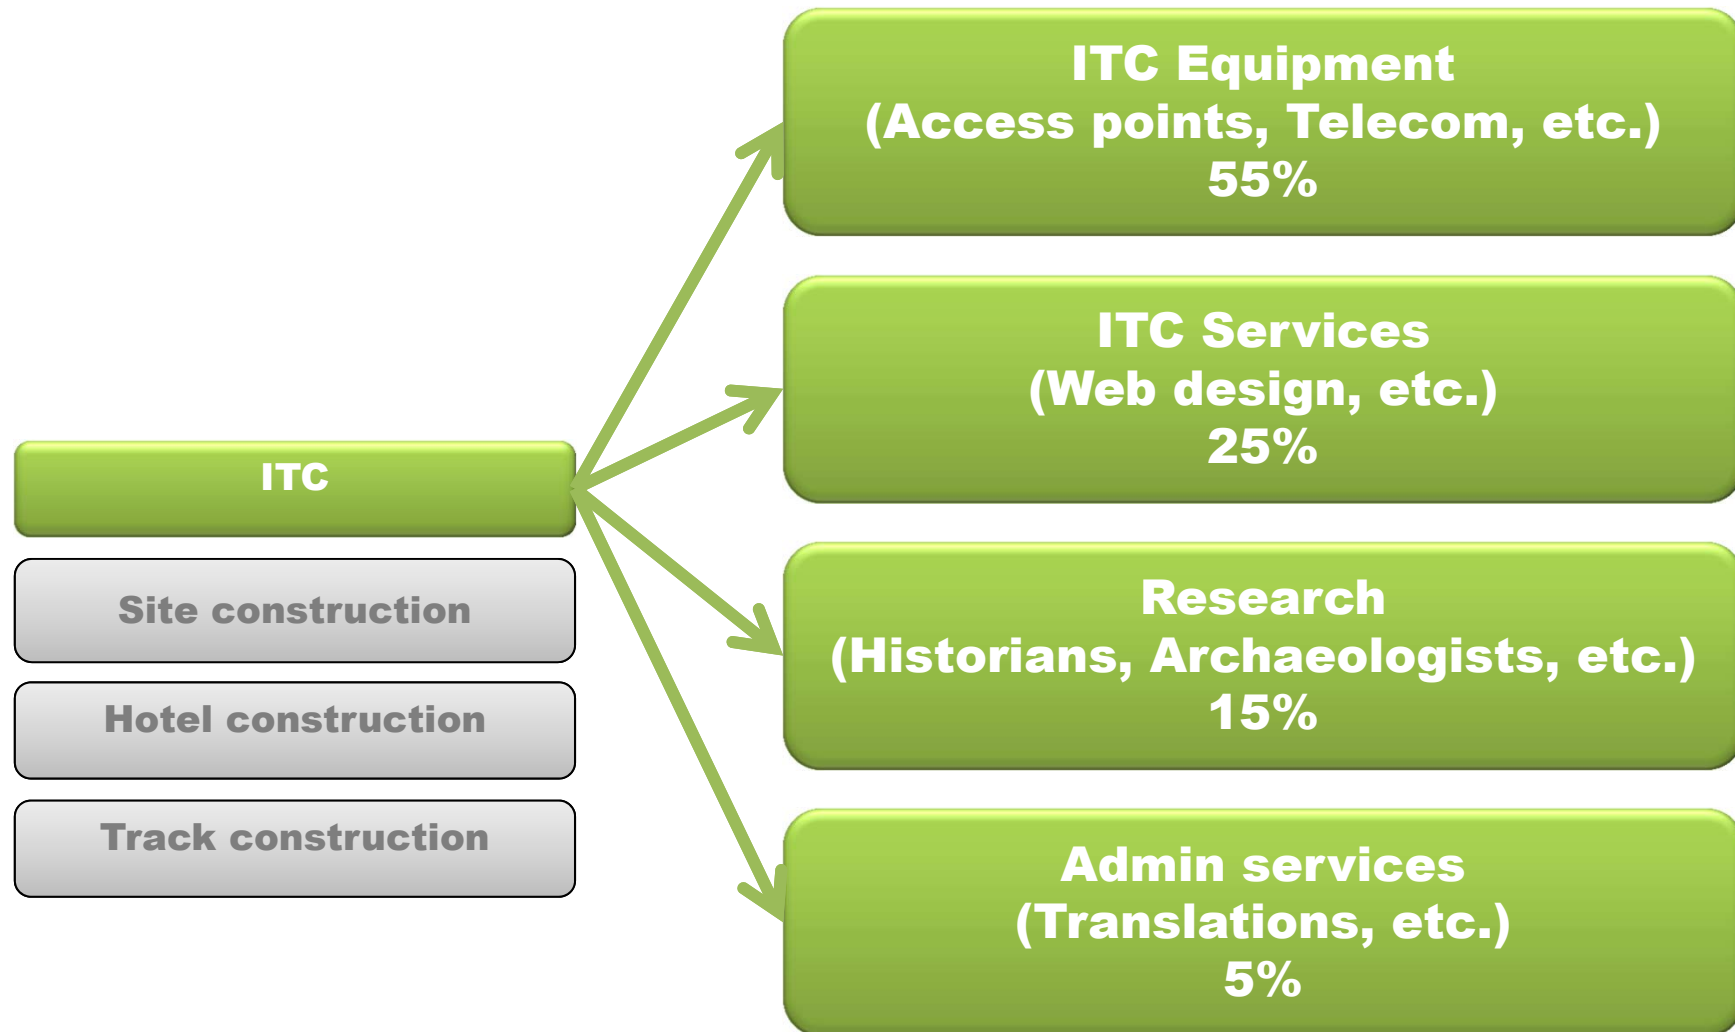 ITC
Site construction
Hotel construction
Track construction
ITC Equipment
(Access points, Telecom, etc.)
55%
ITC Services
(Web design, etc.)
25%
Research
(Historians, Archaeologists, etc.)
15%
Admin services
(Translations, etc.)
5%